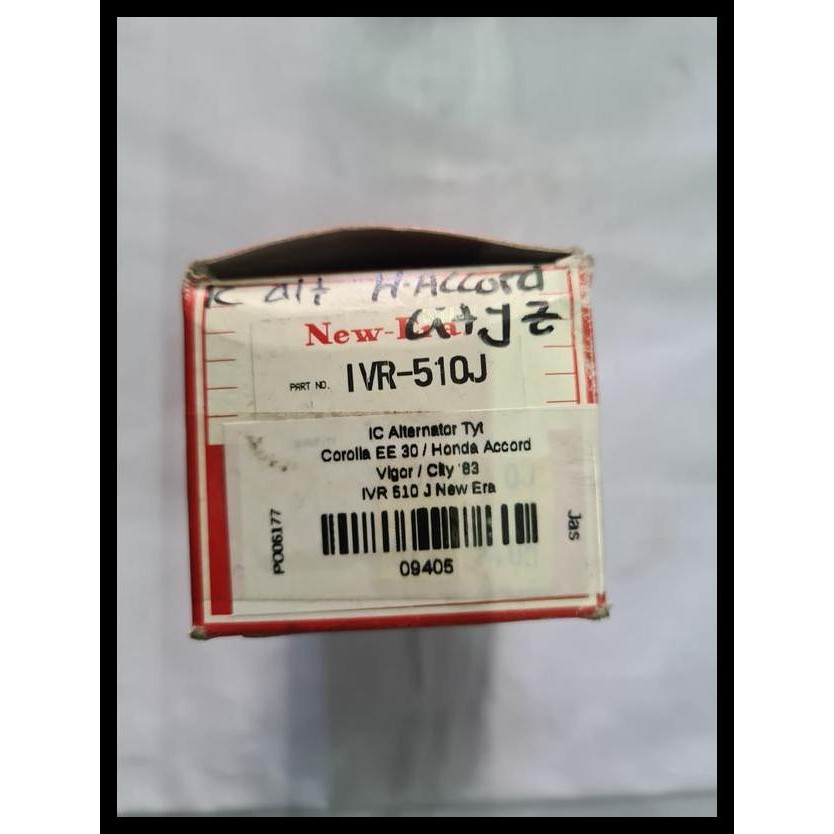 IC alt H.Accord
City Z
New-Era
PART NO. IVR-510J
IC Alternator Tyt
Corolla EE 30 / Honda Accord
Vigor / City '83
IVR 510 J New Era
PO06177
Jas
09405